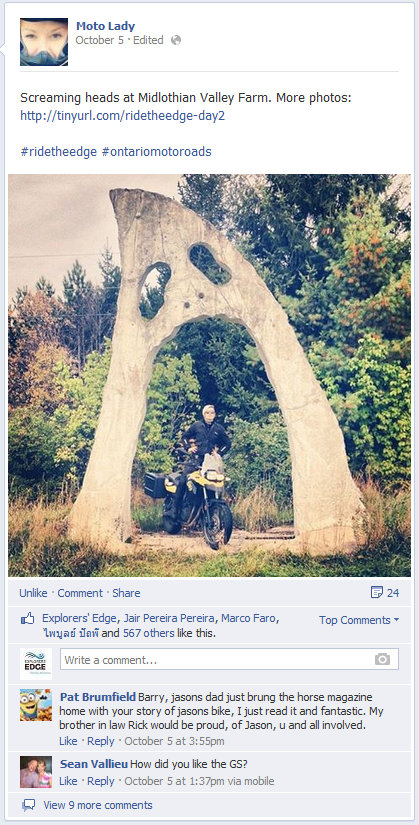 Moto Lady
October 5 · Edited
Screaming heads at Midlothian Valley Farm. More photos:
http://tinyurl.com/ridetheedge-day2
#ridetheedge #ontariomotoroads
Unlike · Comment · Share
24
Explorers' Edge, Jair Pereira Pereira, Marco Faro,
ไพบูลย์ ปัถพี and 567 others like this.
Top Comments
EXPLORERS'
EDGE
Write a comment...
Pat Brumfield Barry, jasons dad just brung the horse magazine
home with your story of jasons bike, I just read it and fantastic. My
brother in law Rick would be proud, of Jason, u and all involved.
Like · Reply · October 5 at 3:55pm
Sean Vallieu How did you like the GS?
Like · Reply · October 5 at 1:37pm via mobile
View 9 more comments